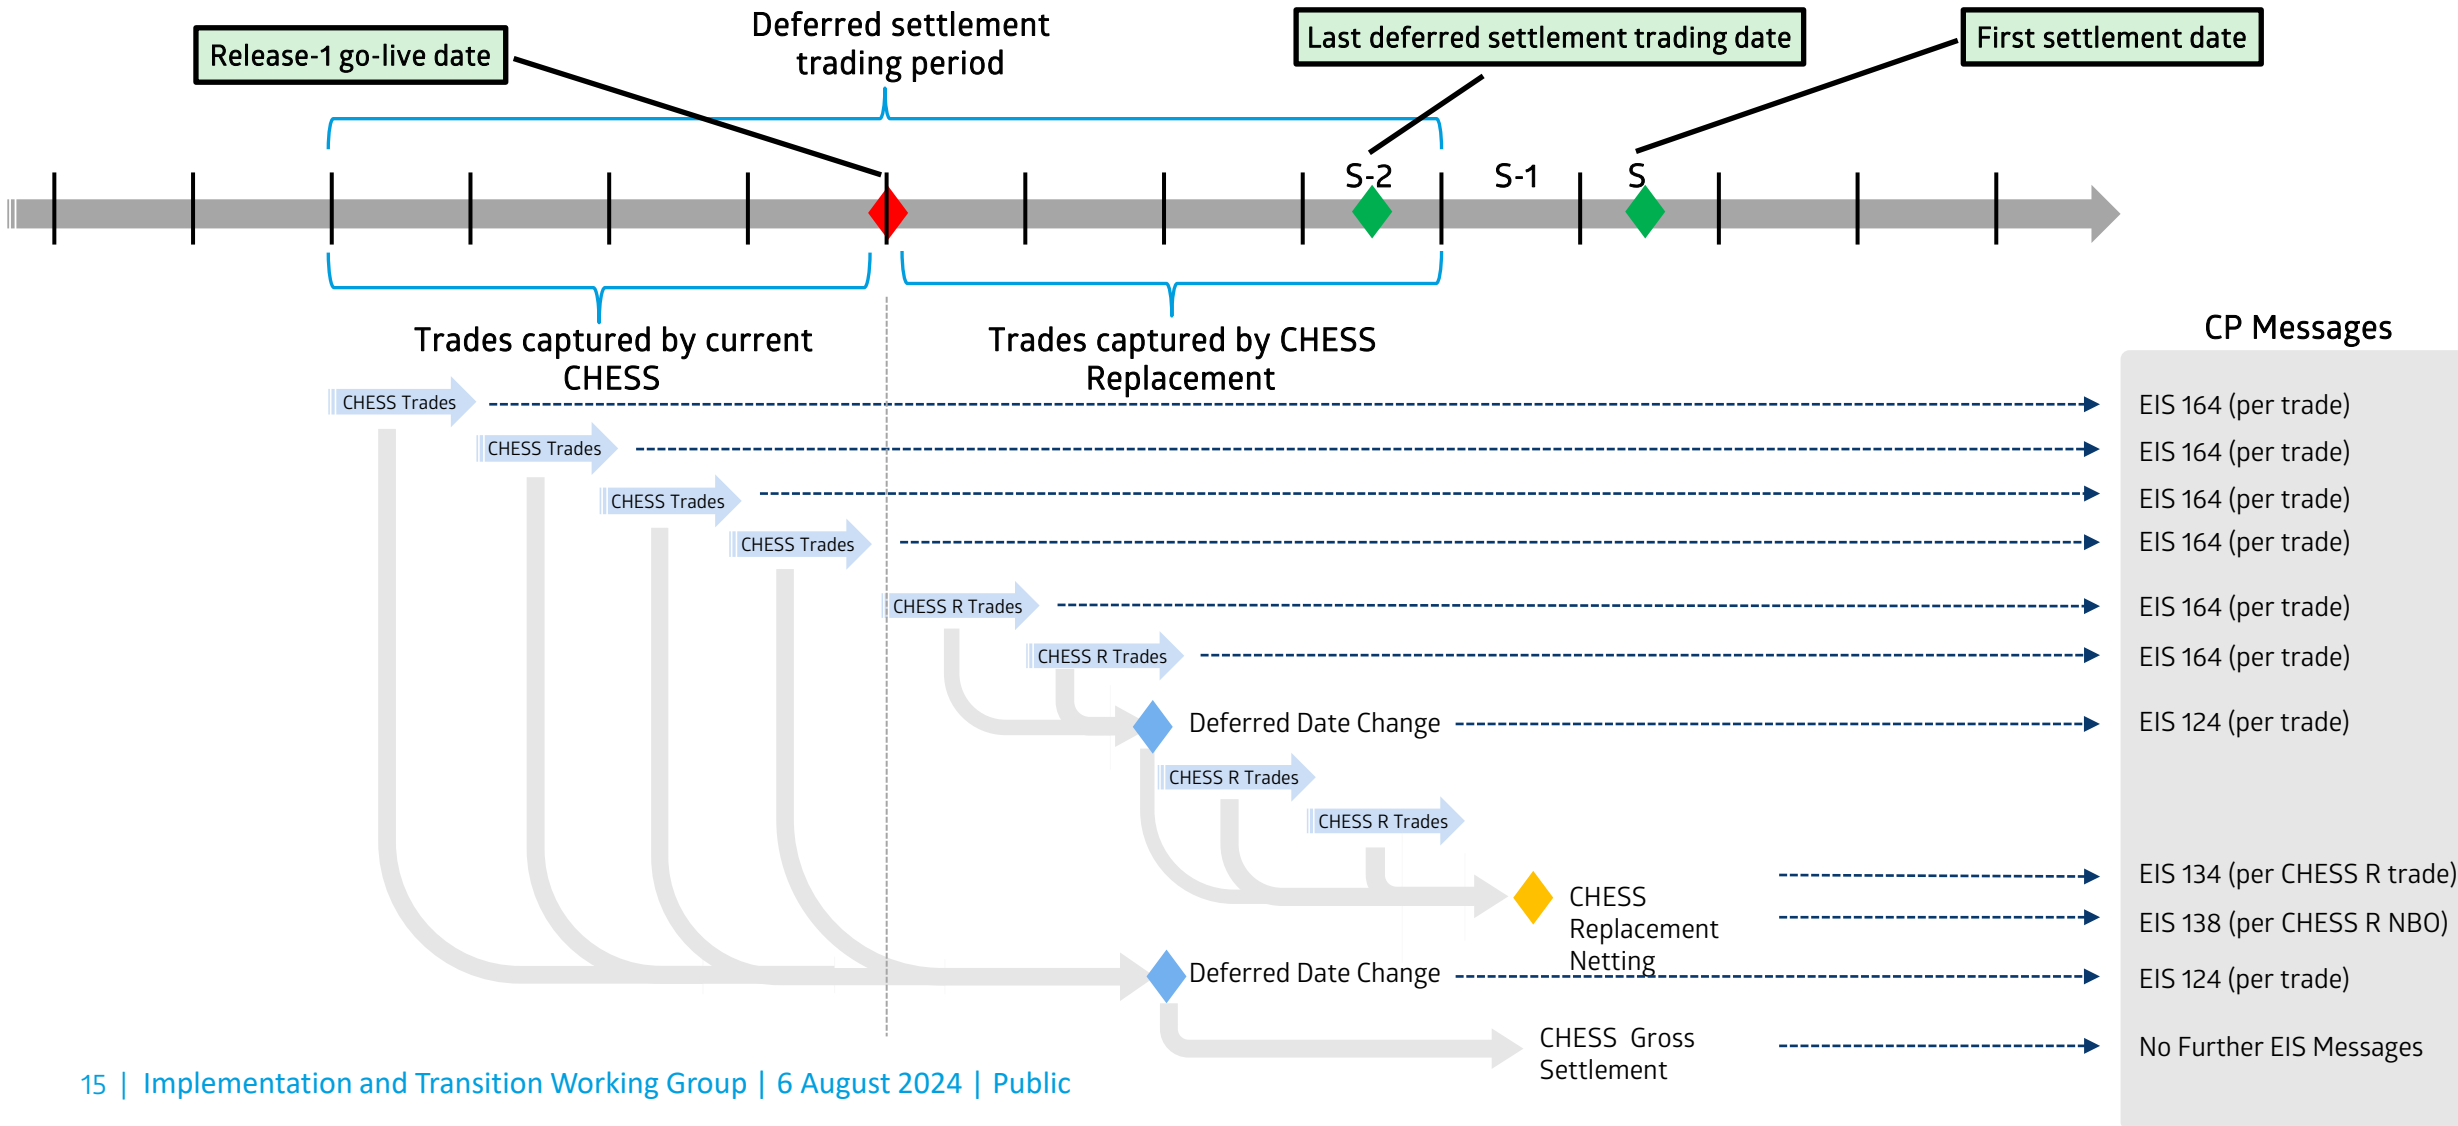 Deferred settlement
trading period
Release-1 go-live date
Last deferred settlement trading date
First settlement date
S-2
S-1
S
Trades captured by current
CHESS
Trades captured by CHESS
Replacement
CP Messages
CHESS Trades
EIS 164 (per trade)
CHESS Trades
EIS 164 (per trade)
CHESS Trades
EIS 164 (per trade)
CHESS Trades
EIS 164 (per trade)
CHESS R Trades
EIS 164 (per trade)
CHESS R Trades
EIS 164 (per trade)
Deferred Date Change
EIS 124 (per trade)
CHESS R Trades
CHESS R Trades
CHESS
Replacement
Netting
EIS 134 (per CHESS R trade)
EIS 138 (per CHESS R NBO)
Deferred Date Change
EIS 124 (per trade)
CHESS Gross
Settlement
No Further EIS Messages
15 | Implementation and Transition Working Group | 6 August 2024 | Public